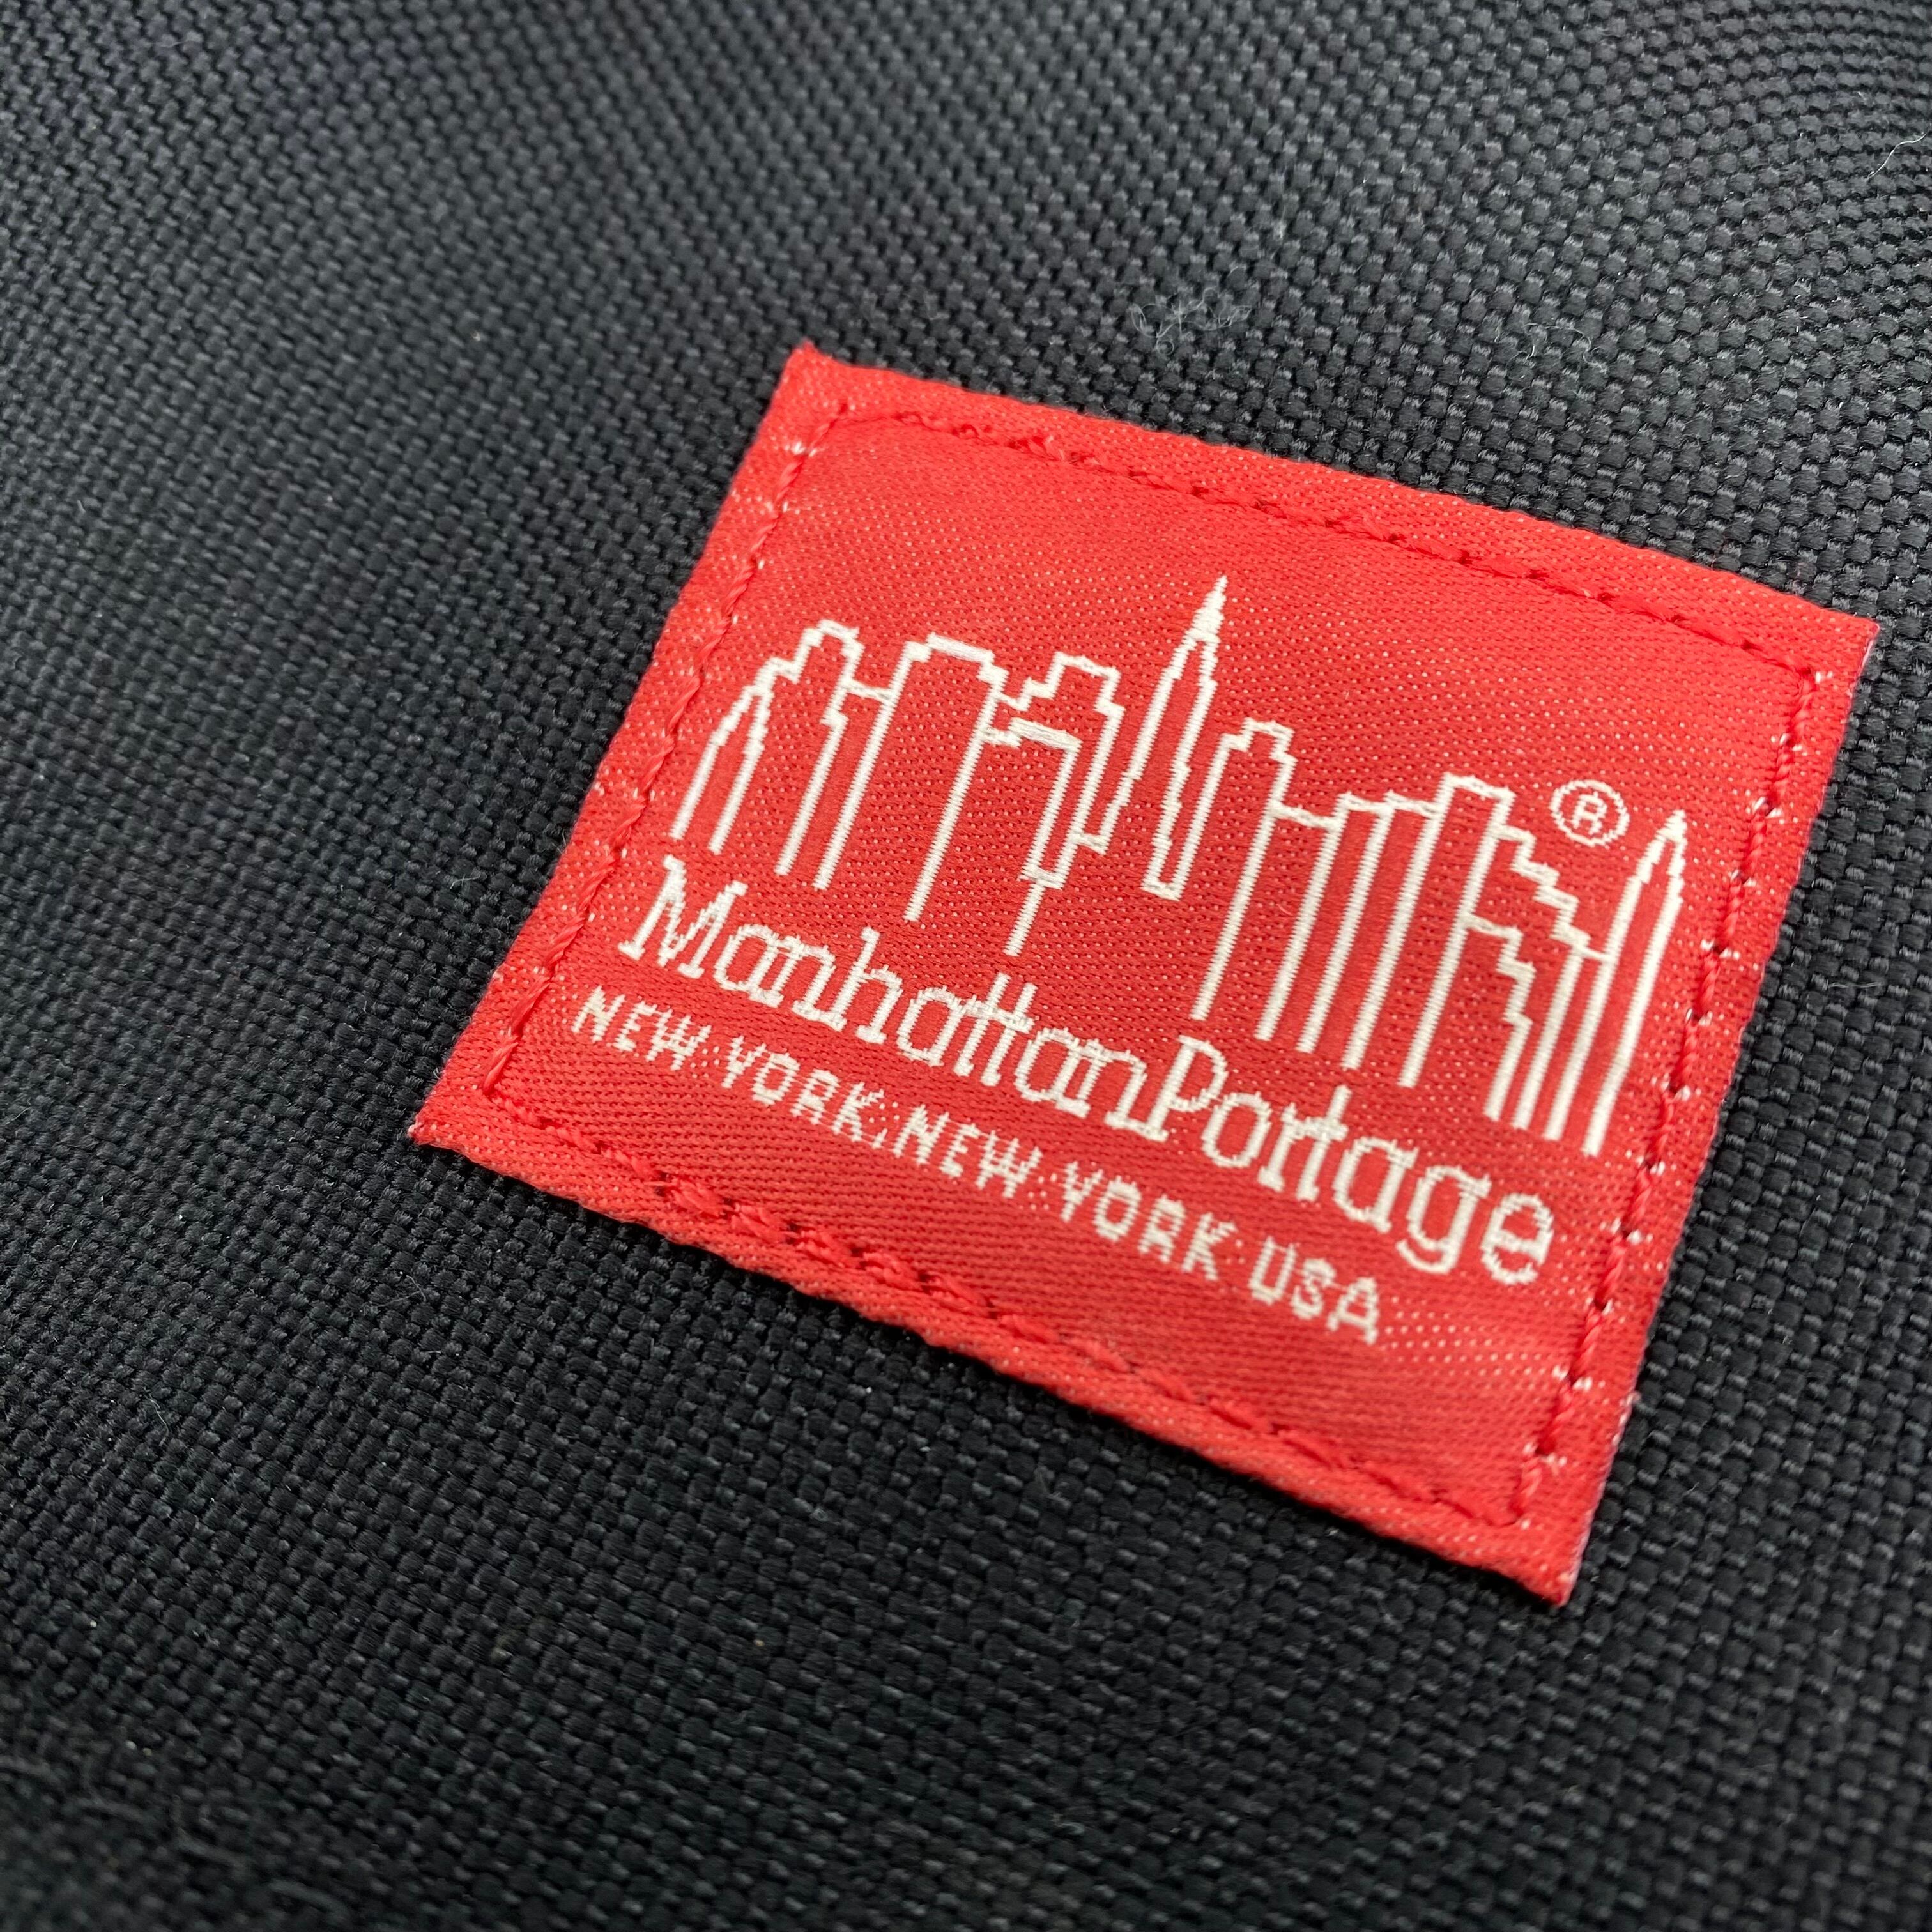 ®
ManhattanPortage
NEW YORK, NEW YORK USA